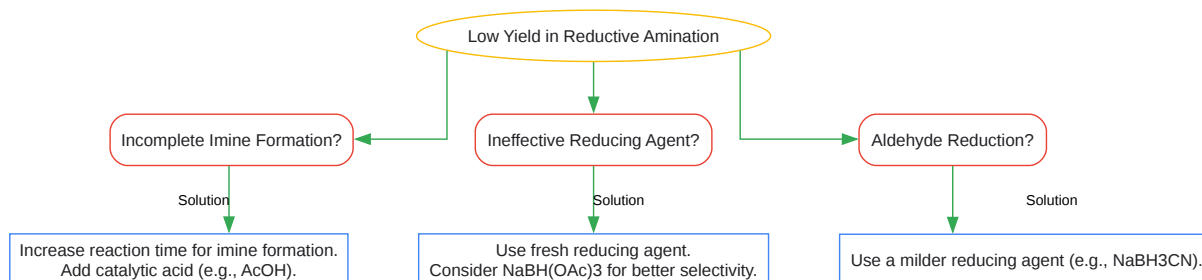 Low Yield in Reductive Amination
Incomplete Imine Formation?
Ineffective Reducing Agent?
Aldehyde Reduction?
Solution
Solution
Solution
Increase reaction time for imine formation.
Add catalytic acid (e.g., AcOH).
Use fresh reducing agent.
Consider NaBH(OAc)3 for better selectivity.
Use a milder reducing agent (e.g., NaBH3CN).